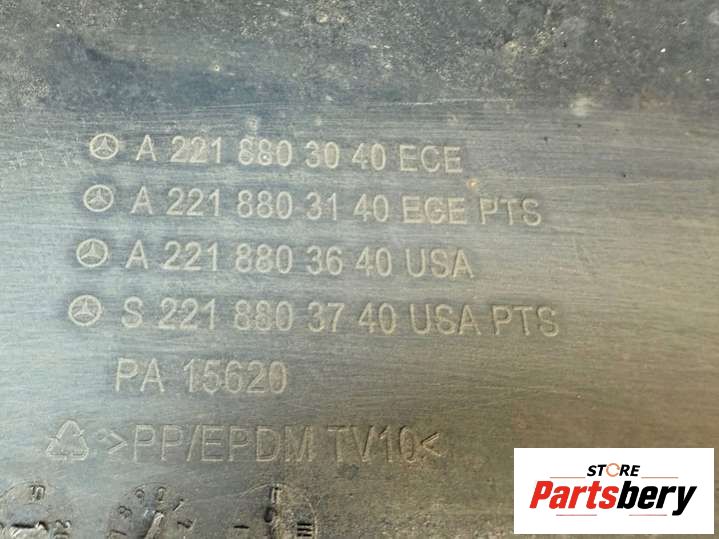 A 221 880 30 40 ECE
A 221 880 31 40 ECE PTS
A 221 880 36 40 USA
S 221 880 37 40 USA PTS
PA 15620
>PP/EPDM TV10<
STORE
Partsbery